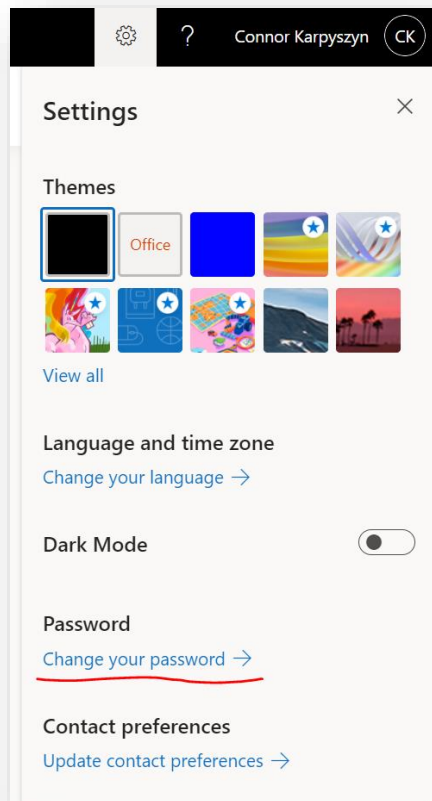 ? Connor Karpyszyn CK
Settings
Themes
Office
View all
Language and time zone
Change your language →
Dark Mode
Password
Change your password →
Contact preferences
Update contact preferences →